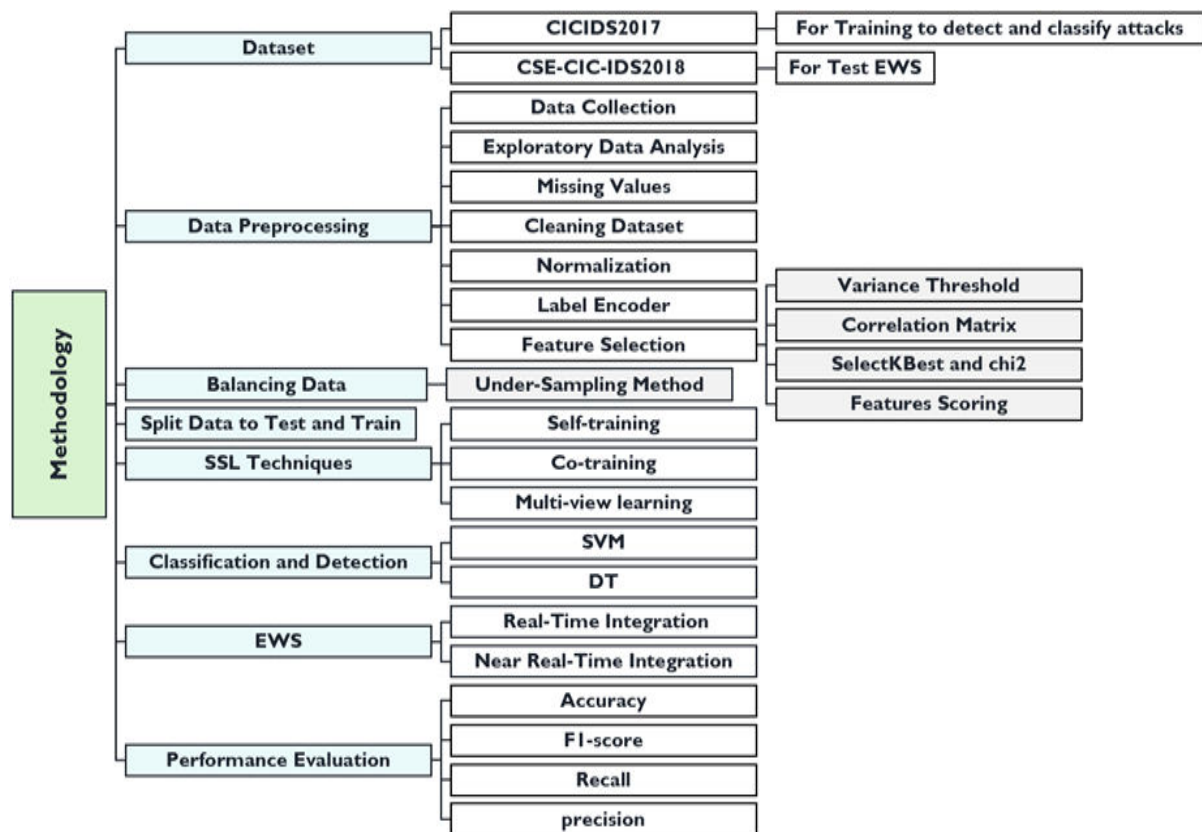 Methodology
Dataset
CICIDS2017
For Training to detect and classify attacks
CSE-CIC-IDS2018
For Test EWS
Data Preprocessing
Data Collection
Exploratory Data Analysis
Missing Values
Cleaning Dataset
Normalization
Label Encoder
Feature Selection
Variance Threshold
Correlation Matrix
SelectKBest and chi2
Features Scoring
Balancing Data
Under-Sampling Method
Split Data to Test and Train
SSL Techniques
Self-training
Co-training
Multi-view learning
Classification and Detection
SVM
DT
EWS
Real-Time Integration
Near Real-Time Integration
Performance Evaluation
Accuracy
F1-score
Recall
precision